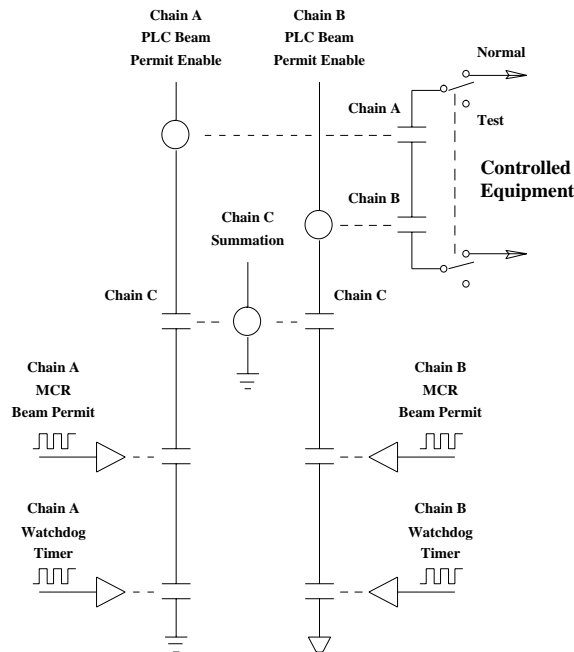 Chain A
PLC Beam
Permit Enable
Chain B
PLC Beam
Permit Enable
Normal
Chain A
Test
Controlled
Equipment
Chain B
Chain C
Summation
Chain C
Chain C
Chain A
MCR
Beam Permit
Chain B
MCR
Beam Permit
Chain A
Watchdog
Timer
Chain B
Watchdog
Timer